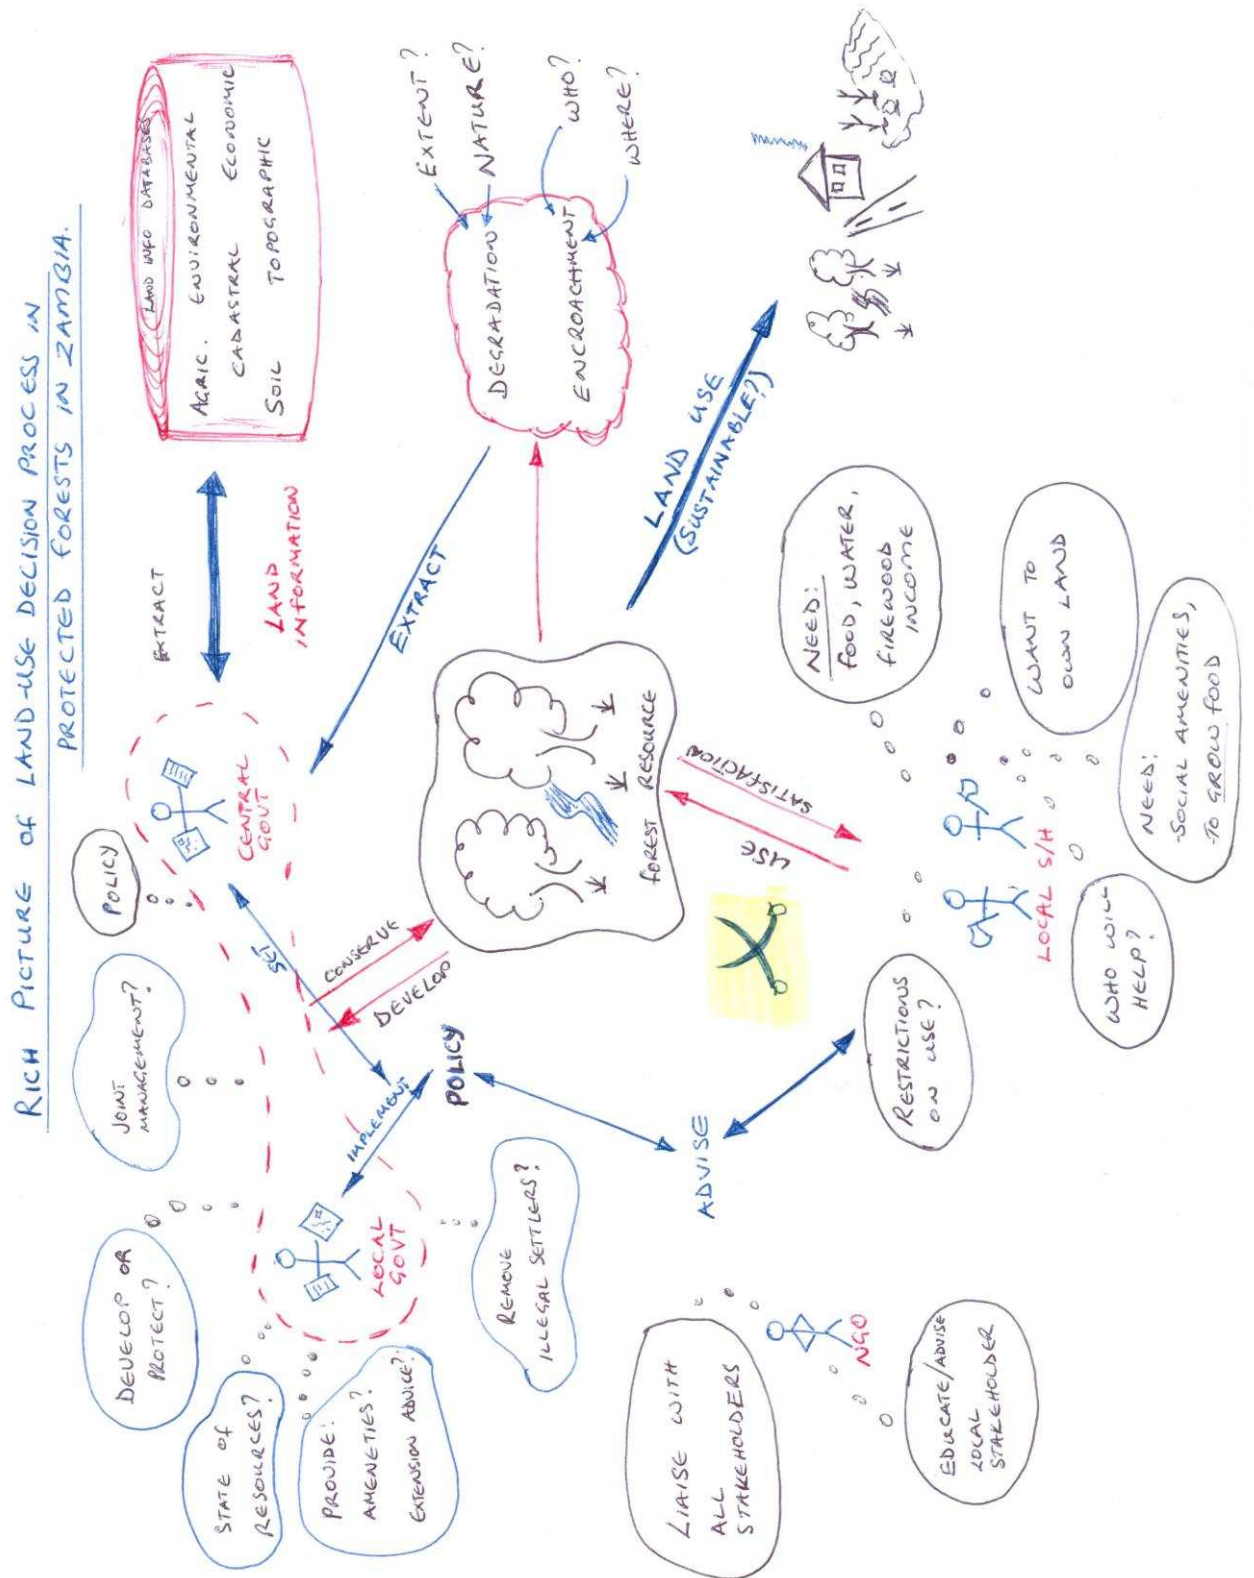 RICH PICTURE OF LAND-USE DECISION PROCESS IN
PROTECTED FORESTS IN ZAMBIA.
DEVELOP OR
PROTECT?
JOINT
MANAGEMENT?
POLICY
EXTRACT
LAND
INFORMATION
LAND INFO DATABASES
AGRIC. ENVIRONMENTAL
CADASTRAL ECONOMIC
SOIL TOPOGRAPHIC
STATE OF
RESOURCES?
PROVIDE:
AMENETIES?
EXTENSION ADVICE?
LOCAL
GOVT
CENTRAL
GOVT
SET
IMPLEMENT
POLICY
CONSERVE
DEVELOP
EXTRACT
REMOVE
ILLEGAL SETTLERS?
FOREST RESOURCE
DEGRADATION
ENCROACHMENT
EXTENT?
NATURE?
WHO?
WHERE?
LAND USE
(SUSTAINABLE?)
SATISFACTION
USE
ADVISE
LIAISE WITH
ALL
STAKEHOLDERS
NGO
EDUCATE/ADVISE
LOCAL
STAKEHOLDER
RESTRICTIONS
ON USE?
WHO WILL
HELP?
LOCAL S/H
NEED:
FOOD, WATER,
FIREWOOD
INCOME
WANT TO
OWN LAND
NEED:
-SOCIAL AMENITIES,
-TO GROW FOOD